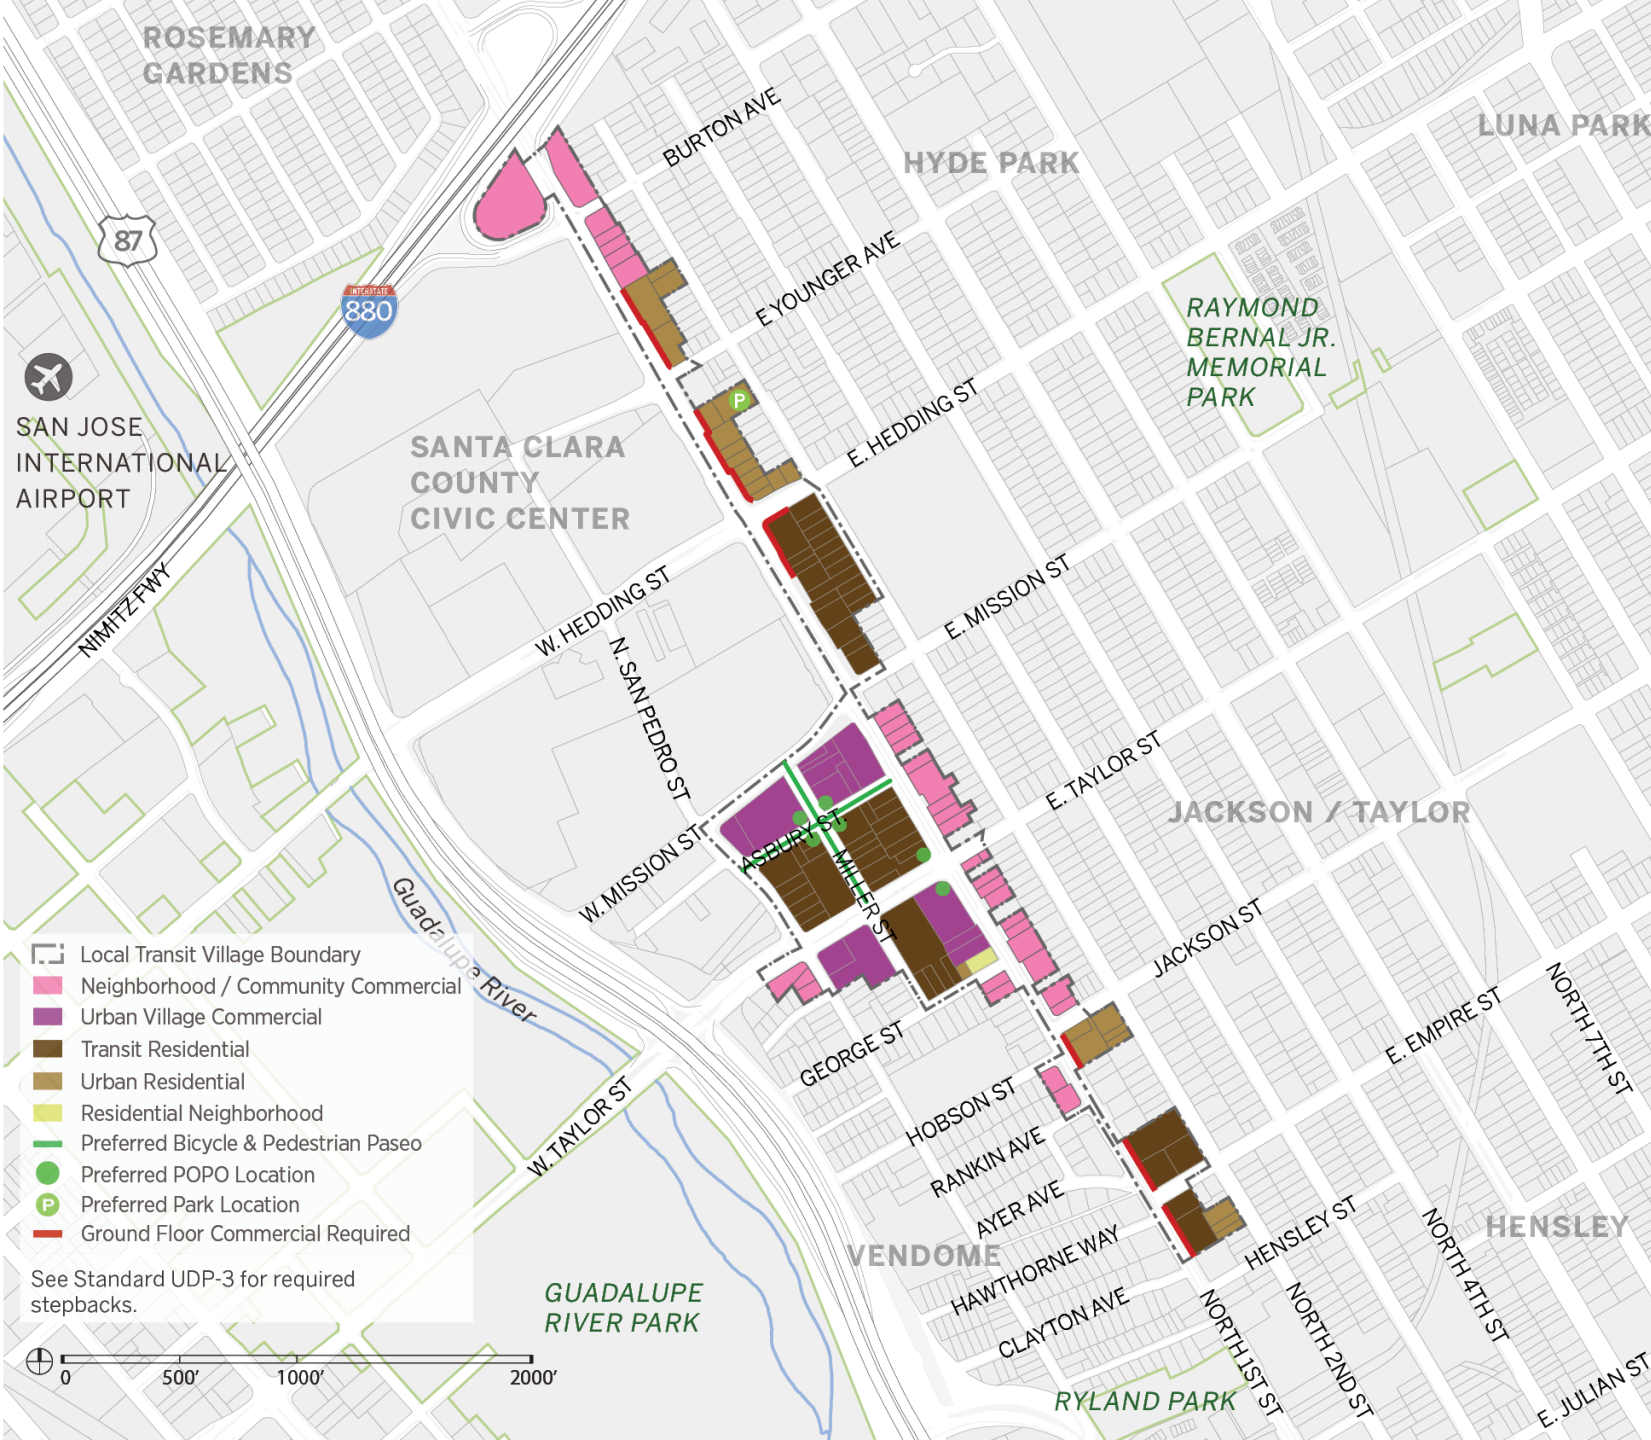 ROSEMARY
GARDENS
BURTON AVE
HYDE PARK
LUNA PARK
87
INTERSTATE
880
E YOUNGER AVE
RAYMOND
BERNAL JR.
MEMORIAL
PARK
SAN JOSE
INTERNATIONAL
AIRPORT
P
SANTA CLARA
COUNTY
CIVIC CENTER
E. HEDDING ST
NIMITZ FWY
W. HEDDING ST
E. MISSION ST
N. SAN PEDRO ST
E. TAYLOR ST
JACKSON / TAYLOR
W. MISSION ST
ASBURY ST.
MILLER ST
Guadalupe River
JACKSON ST
E. EMPIRE ST
NORTH 7TH ST
GEORGE ST
HOBSON ST
W. TAYLOR ST
RANKIN AVE
AYER AVE
HAWTHORNE WAY
CLAYTON AVE
VENDOME
HENSLEY ST
HENSLEY
NORTH 1ST ST
NORTH 2ND ST
NORTH 4TH ST
E. JULIAN ST
GUADALUPE
RIVER PARK
RYLAND PARK
Local Transit Village Boundary
Neighborhood / Community Commercial
Urban Village Commercial
Transit Residential
Urban Residential
Residential Neighborhood
Preferred Bicycle & Pedestrian Paseo
Preferred POPO Location
P Preferred Park Location
Ground Floor Commercial Required
See Standard UDP-3 for required
stepbacks.
0 500' 1000' 2000'